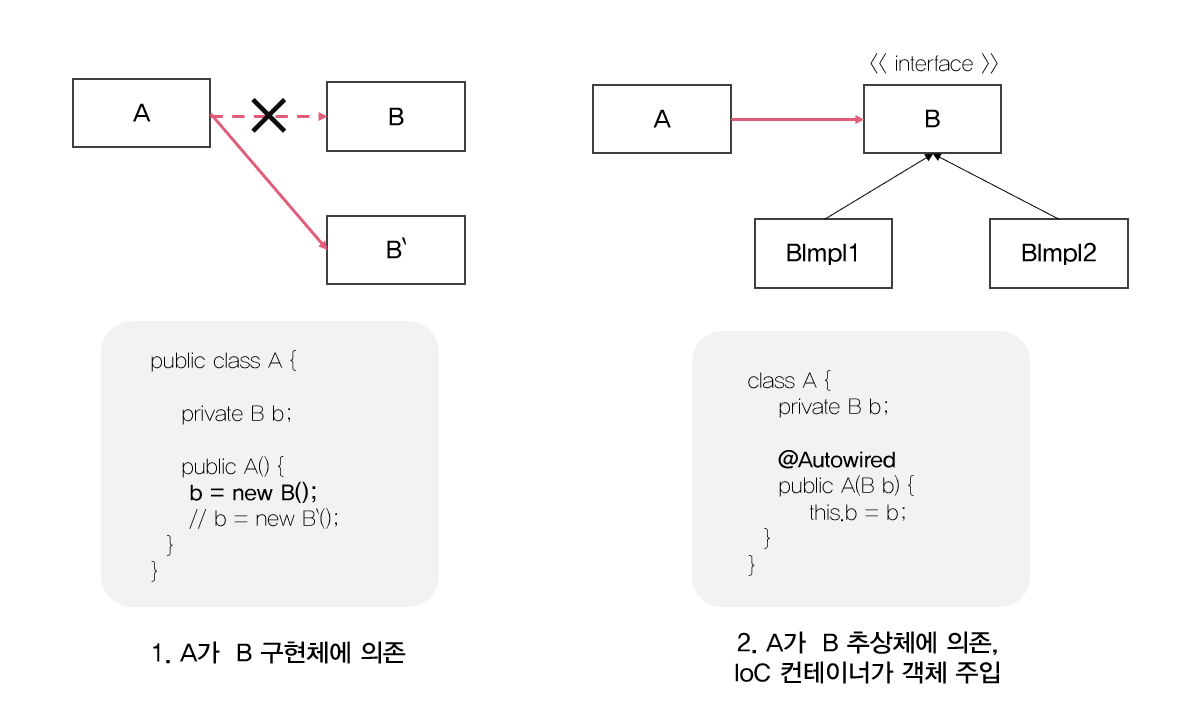 A
B
B`
public class A {
private B b;
public A() {
b = new B();
// b = new B`();
}
}
1. A가 B 구현체에 의존
<< interface >>
A
B
BImpl1
BImpl2
class A {
private B b;
@Autowired
public A(B b) {
this.b = b;
}
}
2. A가 B 추상체에 의존,
IoC 컨테이너가 객체 주입